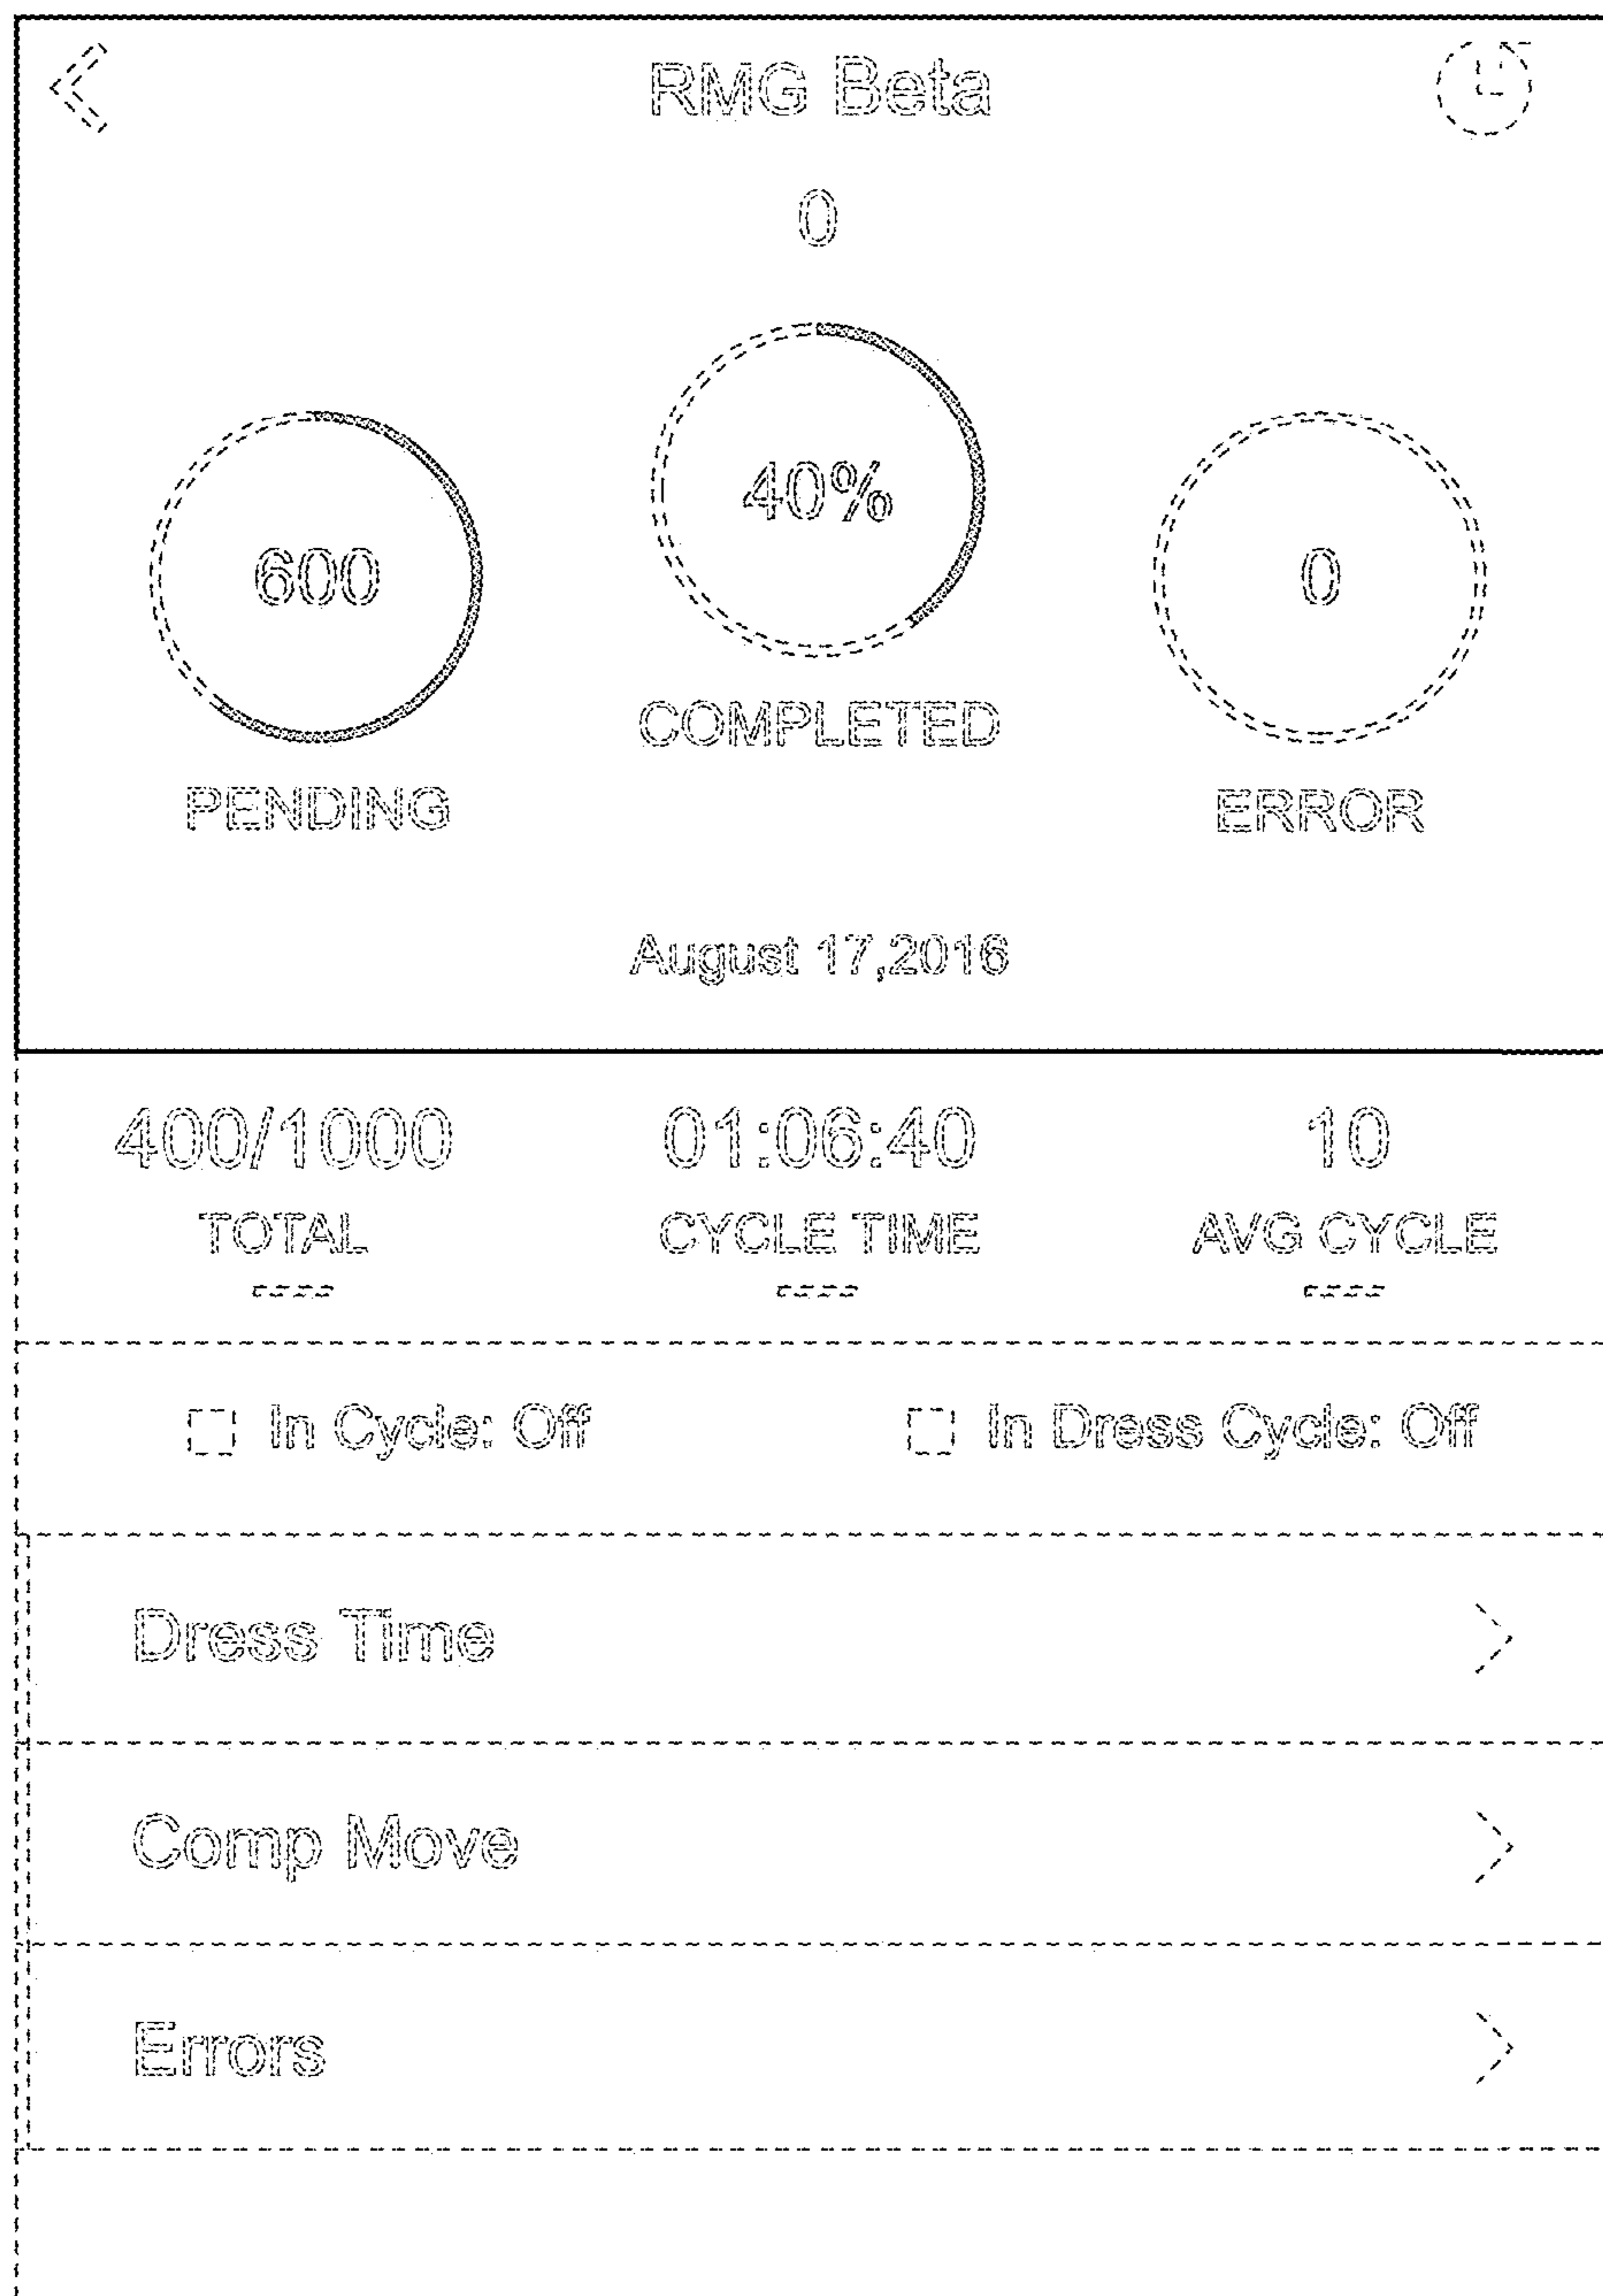 RMG Beta
0
600
40%
0
COMPLETED
PENDING
ERROR
August 17,2016
400/1000
01:06:40
10
TOTAL
CYCLE TIME
AVG CYCLE
In Cycle: Off
In Dress Cycle: Off
Dress Time
Comp Move
Errors